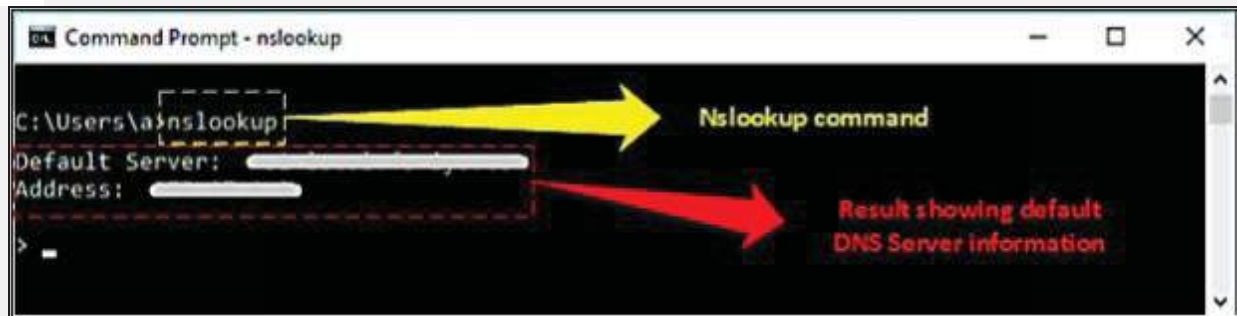 Command Prompt - nslookup
C:\Users\a>nslookup
Nslookup command
Default Server:
Address:
Result showing default
DNS Server information
>